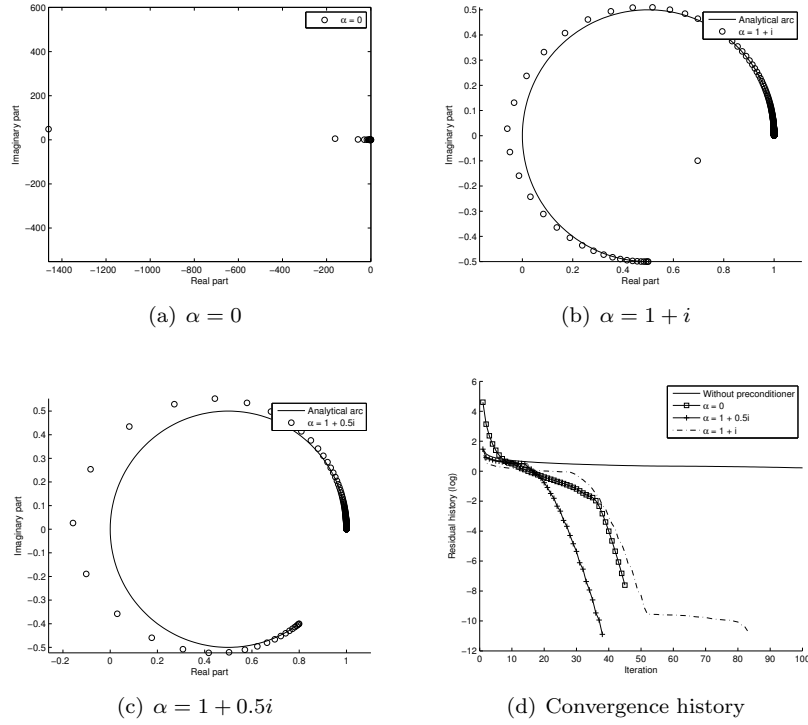 600
400
200
0
−200
−400
−1400 −1200 −1000 −800 −600 −400 −200 0
Imaginary part
Real part
α = 0
(a) α = 0
0.5
0.4
0.3
0.2
0.1
0
−0.1
−0.2
−0.3
−0.4
−0.5
0 0.2 0.4 0.6 0.8 1
Imaginary part
Real part
Analytical arc
α = 1 + i
(b) α = 1 + i
0.5
0.4
0.3
0.2
0.1
0
−0.1
−0.2
−0.3
−0.4
−0.5
−0.2 0 0.2 0.4 0.6 0.8 1
Imaginary part
Real part
Analytical arc
α = 1 + 0.5i
(c) α = 1 + 0.5i
6
4
2
0
−2
−4
−6
−8
−10
−12
0 10 20 30 40 50 60 70 80 90 100
Residual history (log)
Iteration
Without preconditioner
α = 0
α = 1 + 0.5i
α = 1 + i
(d) Convergence history